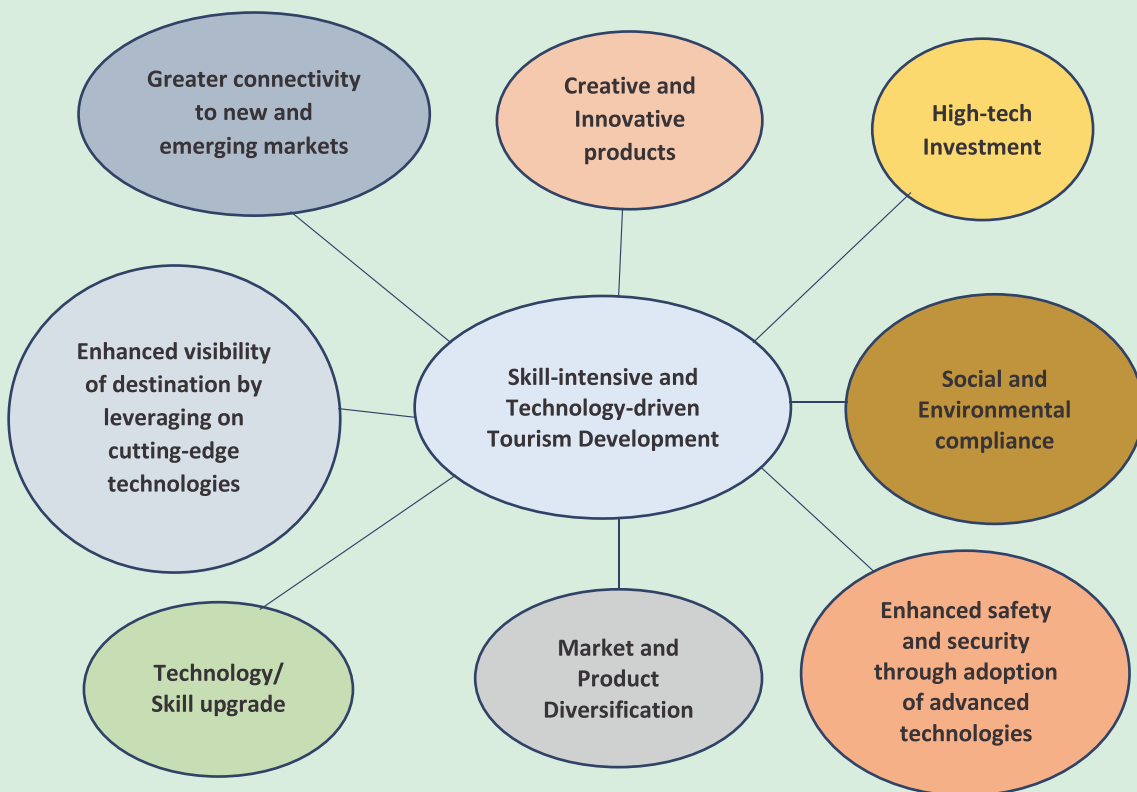 Greater connectivity
to new and
emerging markets
Creative and
Innovative
products
High-tech
Investment
Enhanced visibility
of destination by
leveraging on
cutting-edge
technologies
Skill-intensive and
Technology-driven
Tourism Development
Social and
Environmental
compliance
Technology/
Skill upgrade
Market and
Product
Diversification
Enhanced safety
and security
through adoption
of advanced
technologies